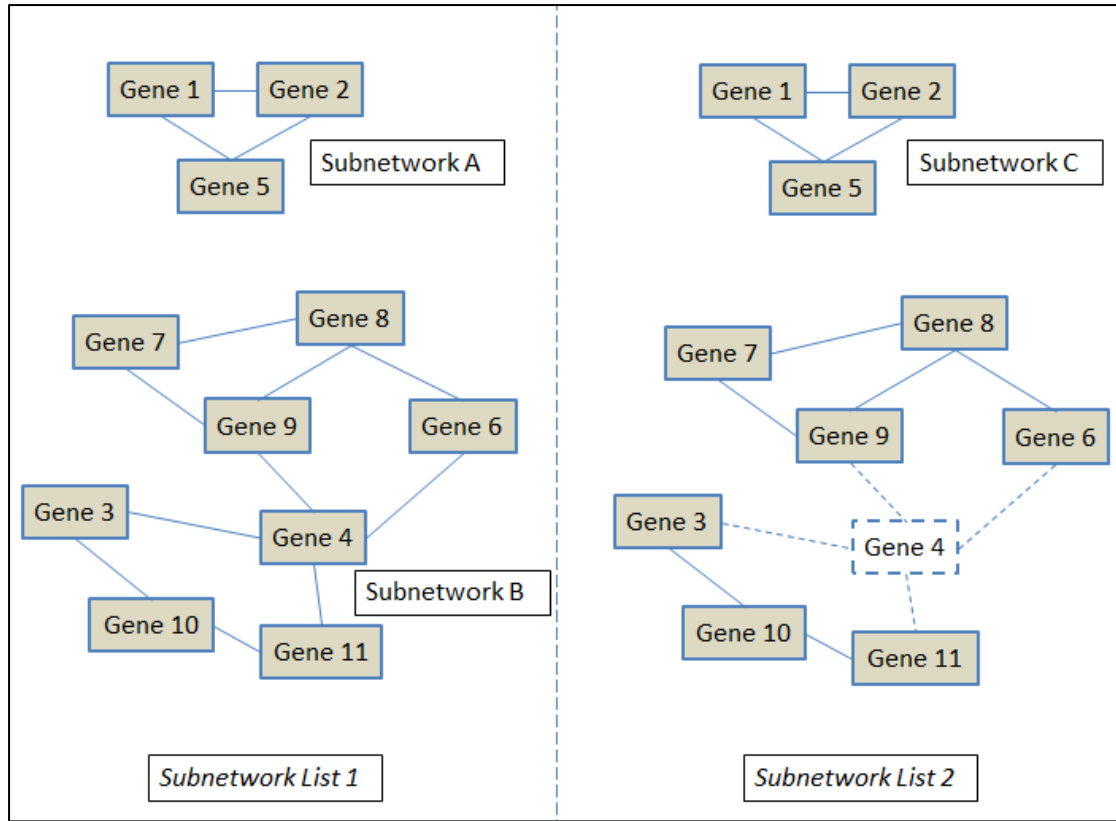 Gene 1
Gene 2
Gene 5
Subnetwork A
Gene 7
Gene 8
Gene 9
Gene 6
Gene 3
Gene 4
Subnetwork B
Gene 10
Gene 11
Subnetwork List 1
Gene 1
Gene 2
Gene 5
Subnetwork C
Gene 7
Gene 8
Gene 9
Gene 6
Gene 3
Gene 4
Gene 10
Gene 11
Subnetwork List 2